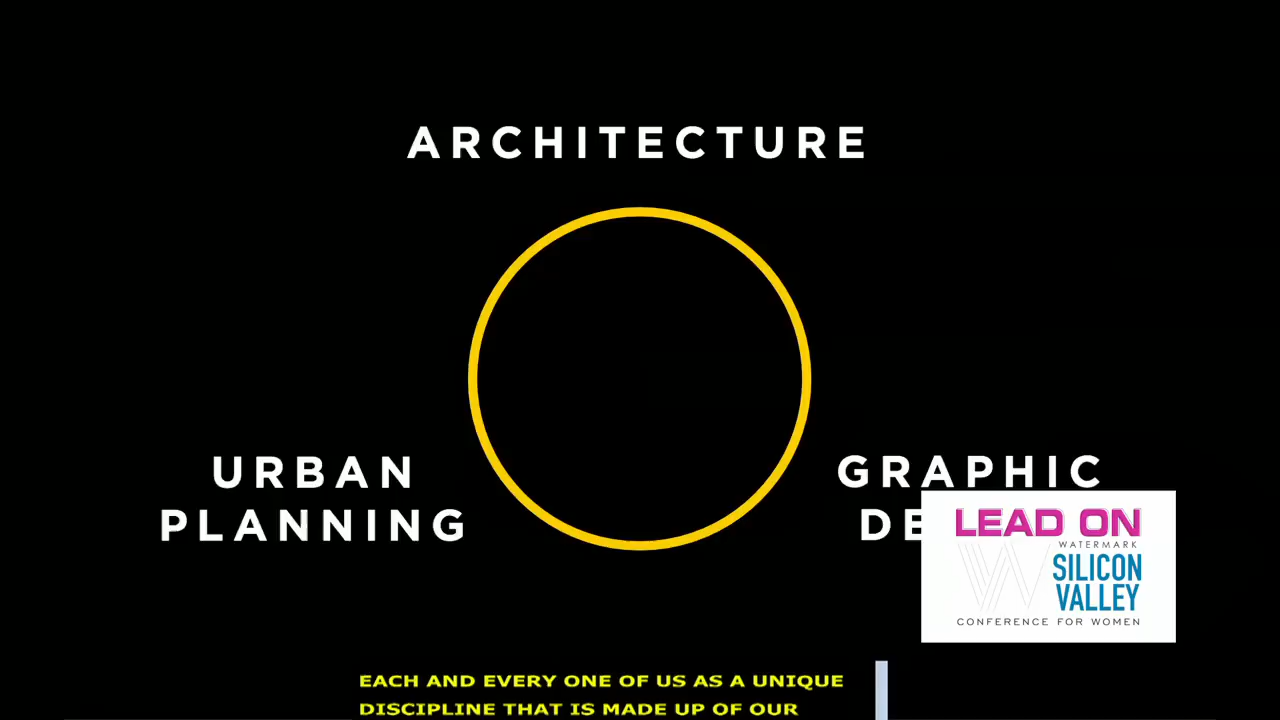 ARCHITECTURE
URBAN
PLANNING
GRAPHIC
DE
LEAD ON
WATERMARK
SILICON
VALLEY
CONFERENCE FOR WOMEN
EACH AND EVERY ONE OF US AS A UNIQUE
DISCIPLINE THAT IS MADE UP OF OUR